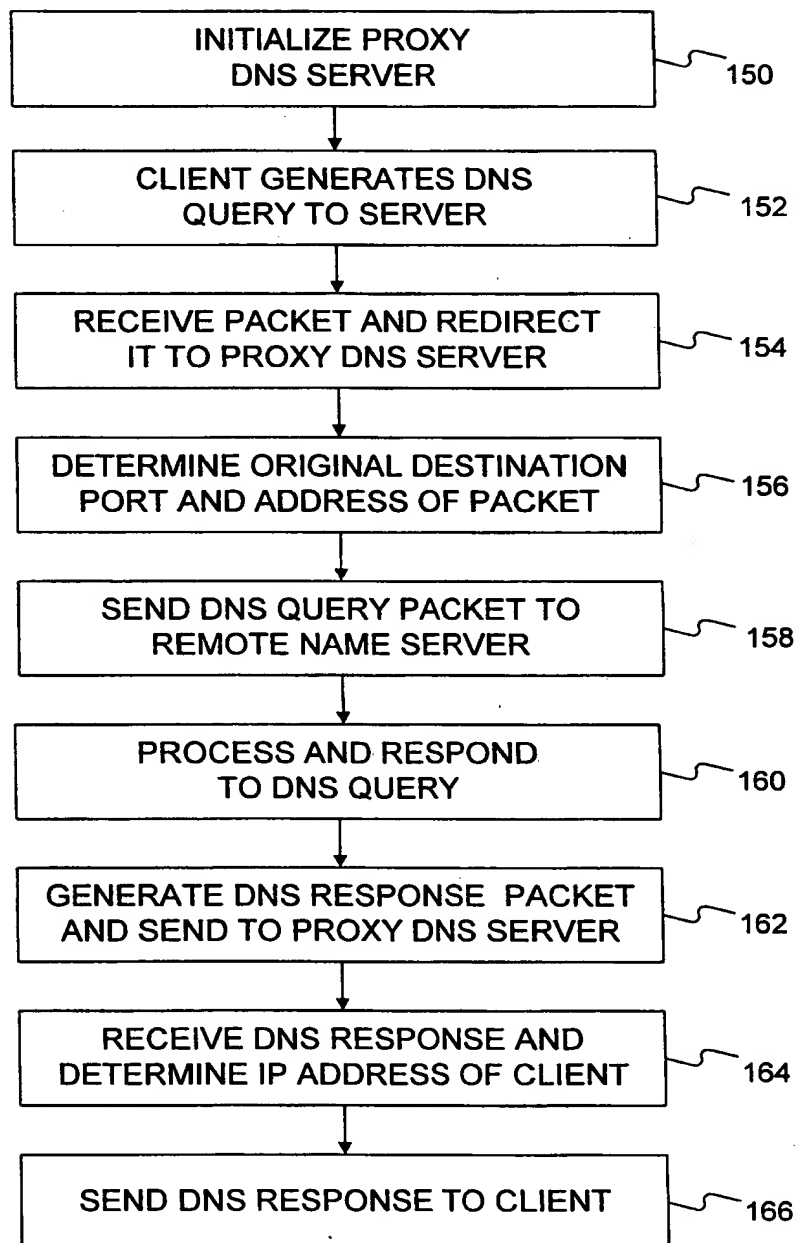 INITIALIZE PROXY
DNS SERVER
150
CLIENT GENERATES DNS
QUERY TO SERVER
152
RECEIVE PACKET AND REDIRECT
IT TO PROXY DNS SERVER
154
DETERMINE ORIGINAL DESTINATION
PORT AND ADDRESS OF PACKET
156
SEND DNS QUERY PACKET TO
REMOTE NAME SERVER
158
PROCESS AND RESPOND
TO DNS QUERY
160
GENERATE DNS RESPONSE PACKET
AND SEND TO PROXY DNS SERVER
162
RECEIVE DNS RESPONSE AND
DETERMINE IP ADDRESS OF CLIENT
164
SEND DNS RESPONSE TO CLIENT
166